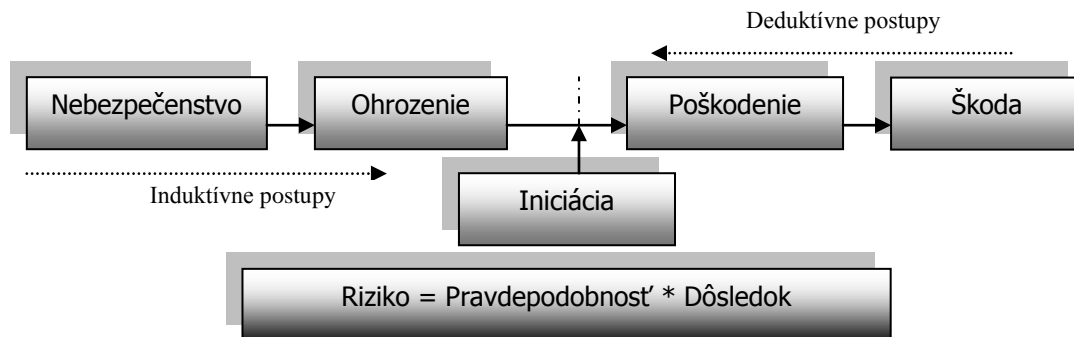 Deduktívne postupy
Nebezpečenstvo
Ohrozenie
Poškodenie
Škoda
Induktívne postupy
Iniciácia
Riziko = Pravdepodobnosť * Dôsledok